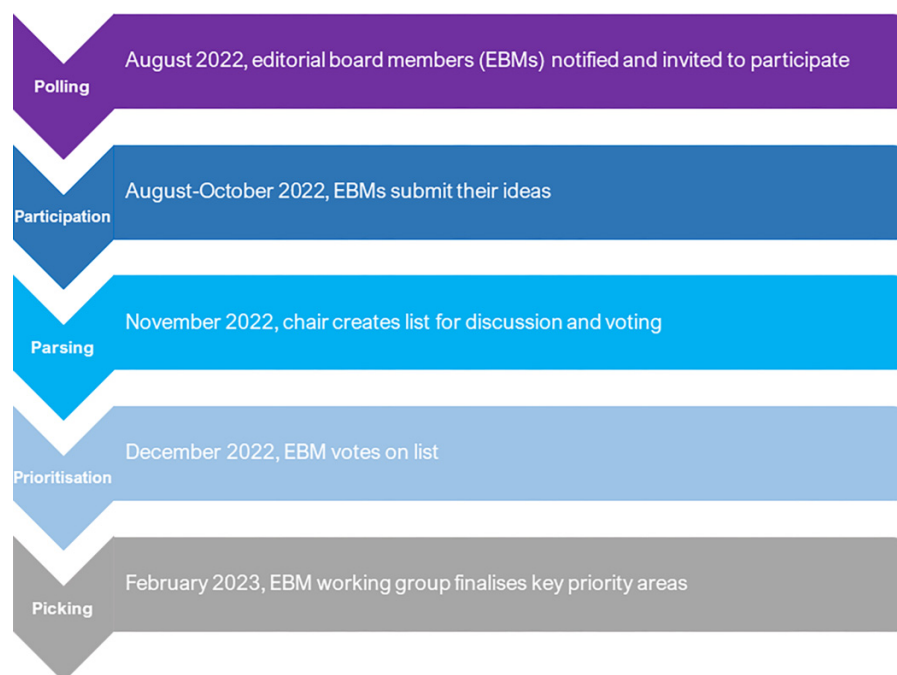 Polling
August 2022, editorial board members (EBMs) notified and invited to participate
Participation
August-October 2022, EBMs submit their ideas
Parsing
November 2022, chair creates list for discussion and voting
Prioritisation
December 2022, EBM votes on list
Picking
February 2023, EBM working group finalises key priority areas